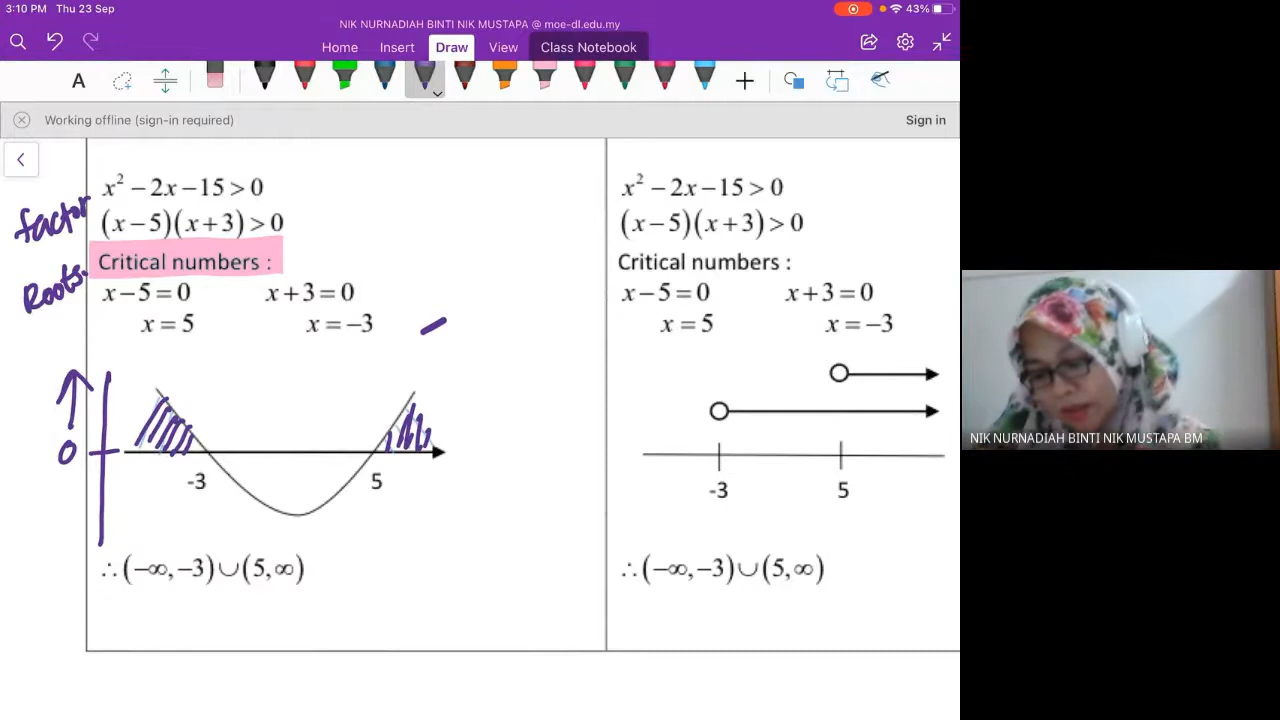 3:10 PM Thu 23 Sep
43%
NIK NURNADIAH BINTI NIK MUSTAPA @ moe-dl.edu.my
Home Insert Draw View Class Notebook
A
Working offline (sign-in required) Sign in
x² − 2x − 15 > 0
factor (x − 5)(x + 3) > 0
Critical numbers :
Roots. x − 5 = 0 x + 3 = 0
x = 5 x = −3
0
-3 5
∴ (−∞, −3) ∪ (5, ∞)
x² − 2x − 15 > 0
(x − 5)(x + 3) > 0
Critical numbers :
x − 5 = 0 x + 3 = 0
x = 5 x = −3
-3 5
∴ (−∞, −3) ∪ (5, ∞)
NIK NURNADIAH BINTI NIK MUSTAPA BM